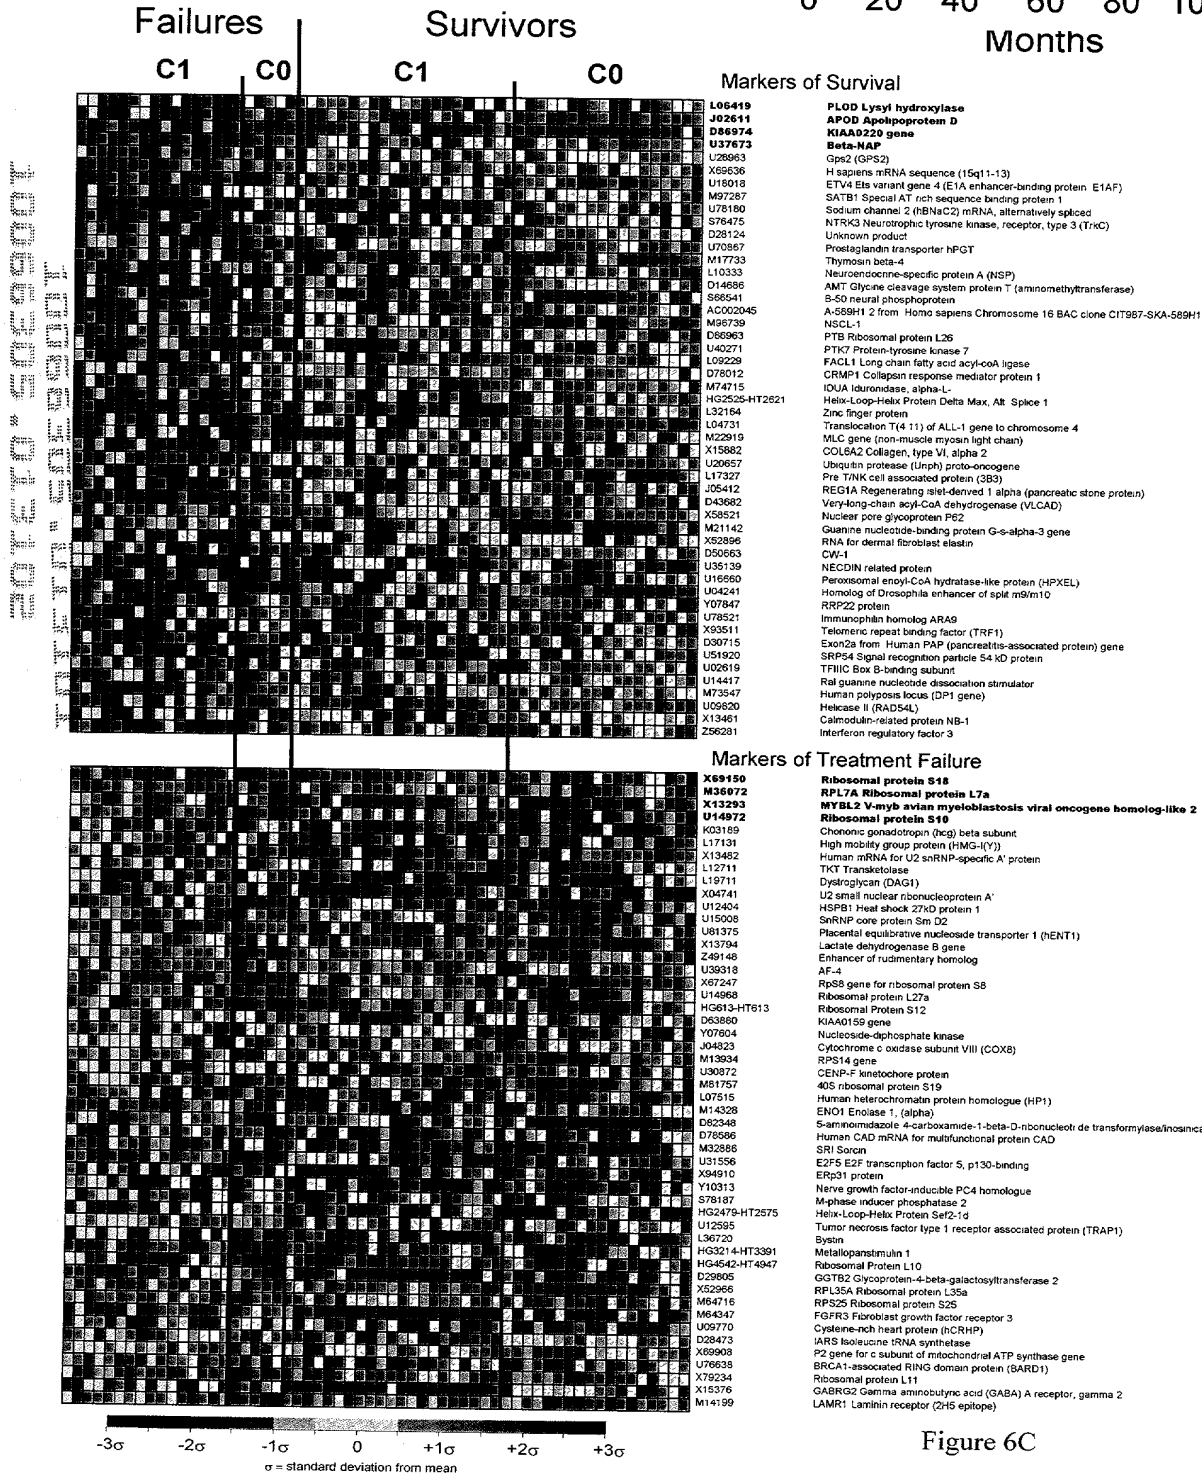 0 20 40 60 80
Months
Failures Survivors
C1 C0 C1 C0
Markers of Survival
L06419 PLOD Lysyl hydroxylase
J02611 APOD Apolipoprotein D
D86974 KIAA0220 gene
U37673 Beta-NAP
U28963 Gps2 (GPS2)
X69636 H sapiens mRNA sequence (15q11-13)
U18018 ETV4 Ets variant gene 4 (E1A enhancer-binding protein E1AF)
M97287 SATB1 Special AT rich sequence binding protein 1
U78180 Sodium channel 2 (hBNaC2) mRNA, alternatively spliced
S76475 NTRK3 Neurotrophic tyrosine kinase, receptor, type 3 (TrkC)
D28124 Unknown product
U70867 Prostaglandin transporter hPGT
M17733 Thymosin beta-4
L10333 Neuroendocrine-specific protein A (NSP)
D14686 AMT Glycine cleavage system protein T (aminomethyltransferase)
S66541 B-50 neural phosphoprotein
AC002045 A-589H1 2 from Homo sapiens Chromosome 16 BAC clone CIT987-SKA-589H1
M96739 NSCL-1
D86963 PTB Ribosomal protein L26
U40271 PTK7 Protein-tyrosine kinase 7
L09229 FACL1 Long chain fatty acid acyl-coA ligese
D78012 CRMP1 Collapsin response mediator protein 1
M74715 IDUA Iduronidase, alpha-L-
HG2525-HT2621 Helix-Loop-Helix Protein Delta Max, Alt Splice 1
L32164 Zinc finger protein
L04731 Translocation T(4 11) of ALL-1 gene to chromosome 4
M22919 MLC gene (non-muscle myosin light chain)
X15882 COL6A2 Collagen, type VI, alpha 2
U20657 Ubiquitin protease (Unph) proto-oncogene
L17327 Pre T/NK cell associated protein (3B3)
J05412 REG1A Regenerating islet-derived 1 alpha (pancreatic stone protein)
D43682 Very-long-chain acyl-CoA dehydrogenase (VLCAD)
X58521 Nuclear pore glycoprotein P62
M21142 Guanine nucleotide-binding protein G-s-alpha-3 gene
X52896 RNA for dermal fibroblast elastin
D50663 CW-1
U35139 NECDIN related protein
U16660 Peroxisomal enoyl-CoA hydratase-like protein (HPXEL)
U04241 Homolog of Drosophila enhancer of split m9/m10
Y07847 RRP22 protein
U78521 Immunophilin homolog ARA9
X93511 Telomeric repeat binding factor (TRF1)
D30715 Exon2a from Human PAP (pancreatitis-associated protein) gene
U51920 SRP54 Signal recognition particle 54 kD protein
U02619 TFIIIC Box B-binding subunit
U14417 Ral guanine nucleotide dissociation stimulator
M73547 Human polyposis locus (DP1 gene)
U09820 Helicase II (RAD54L)
X13461 Calmodulin-related protein NB-1
Z56281 Interferon regulatory factor 3
Markers of Treatment Failure
X69150 Ribosomal protein S18
M36072 RPL7A Ribosomal protein L7a
X13293 MYBL2 V-myb avian myeloblastosis viral oncogene homolog-like 2
U14972 Ribosomal protein S10
K03189 Chorionic gonadotropin (hcg) beta subunit
L17131 High mobility group protein (HMG-I(Y))
X13482 Human mRNA for U2 snRNP-specific A' protein
L12711 TKT Transketolase
L19711 Dystroglycan (DAG1)
X04741 U2 small nuclear ribonucleoprotein A'
U12404 HSPB1 Heat shock 27kD protein 1
U15008 SnRNP core protein Sm D2
U81375 Placental equilibrative nucleoside transporter 1 (hENT1)
X13794 Lactate dehydrogenase B gene
Z49148 Enhancer of rudimentary homolog
U39318 AF-4
X67247 RpS8 gene for ribosomal protein S8
U14968 Ribosomal protein L27a
HG613-HT613 Ribosomal Protein S12
D63880 KIAA0159 gene
Y07604 Nucleoside-diphosphate kinase
J04823 Cytochrome c oxidase subunit VIII (COX8)
M13934 RPS14 gene
U30872 CENP-F kinetochore protein
M81757 40S ribosomal protein S19
L07515 Human heterochromatin protein homologue (HP1)
M14328 ENO1 Enolase 1, (alpha)
D82348 5-aminoimidazole 4-carboxamide-1-beta-D-ribonucleoti de transformylase/inosinica
D78586 Human CAD mRNA for multifunctional protein CAD
M32886 SRI Sorcin
U31556 E2F5 E2F transcription factor 5, p130-binding
X94910 ERp31 protein
Y10313 Nerve growth factor-inducible PC4 homologue
S78187 M-phase inducer phosphatase 2
HG2479-HT2575 Helix-Loop-Helix Protein Sef2-1d
U12595 Tumor necrosis factor type 1 receptor associated protein (TRAP1)
L36720 Bystin
HG3214-HT3391 Metallopanstimulin 1
HG4542-HT4947 Ribosomal Protein L10
D29805 GGTB2 Glycoprotein-4-beta-galactosyltransferase 2
X52966 RPL35A Ribosomal protein L35a
M64716 RPS25 Ribosomal protein S25
M64347 FGFR3 Fibroblast growth factor receptor 3
U09770 Cysteine-rich heart protein (hCRHP)
D28473 IARS Isoleucine tRNA synthetase
X69908 P2 gene for c subunit of mitochondrial ATP synthase gene
U76638 BRCA1-associated RING domain protein (BARD1)
X79234 Ribosomal protein L11
X15376 GABRG2 Gamma aminobutyric acid (GABA) A receptor, gamma 2
M14199 LAMR1 Laminin receptor (2H5 epitope)
-3σ -2σ -1σ 0 +1σ +2σ +3σ
σ = standard deviation from mean
Figure 6C